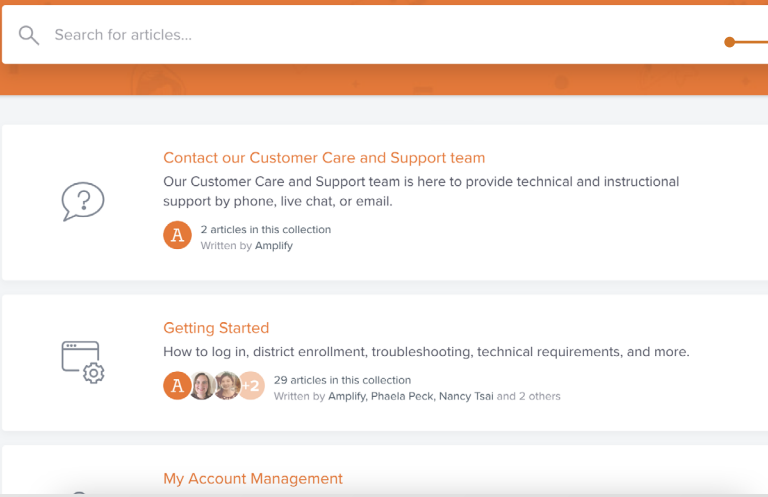 Search for articles...
Contact our Customer Care and Support team
Our Customer Care and Support team is here to provide technical and instructional
support by phone, live chat, or email.
A
2 articles in this collection
Written by Amplify
Getting Started
How to log in, district enrollment, troubleshooting, technical requirements, and more.
A +2
29 articles in this collection
Written by Amplify, Phaela Peck, Nancy Tsai and 2 others
My Account Management